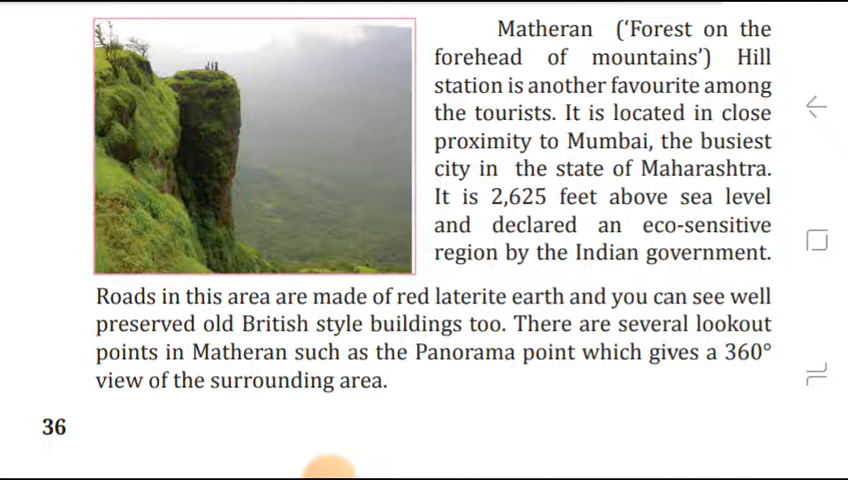 Matheran (‘Forest on the
forehead of mountains’) Hill
station is another favourite among
the tourists. It is located in close
proximity to Mumbai, the busiest
city in the state of Maharashtra.
It is 2,625 feet above sea level
and declared an eco-sensitive
region by the Indian government.
Roads in this area are made of red laterite earth and you can see well
preserved old British style buildings too. There are several lookout
points in Matheran such as the Panorama point which gives a 360°
view of the surrounding area.
36